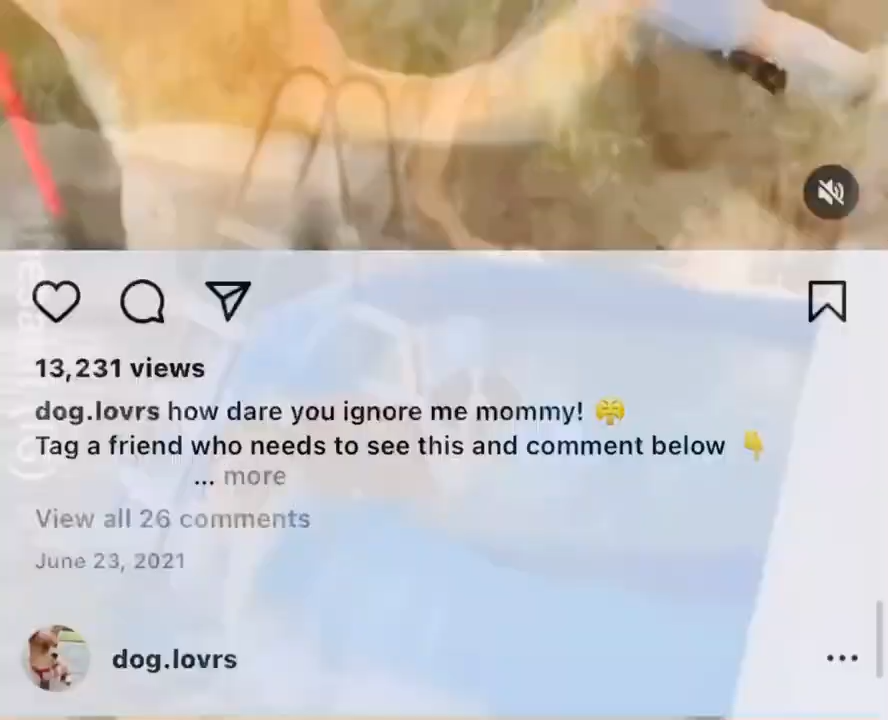 13,231 views
dog.lovrs how dare you ignore me mommy! 😤
Tag a friend who needs to see this and comment below 👇
... more
View all 26 comments
June 23, 2021
dog.lovrs